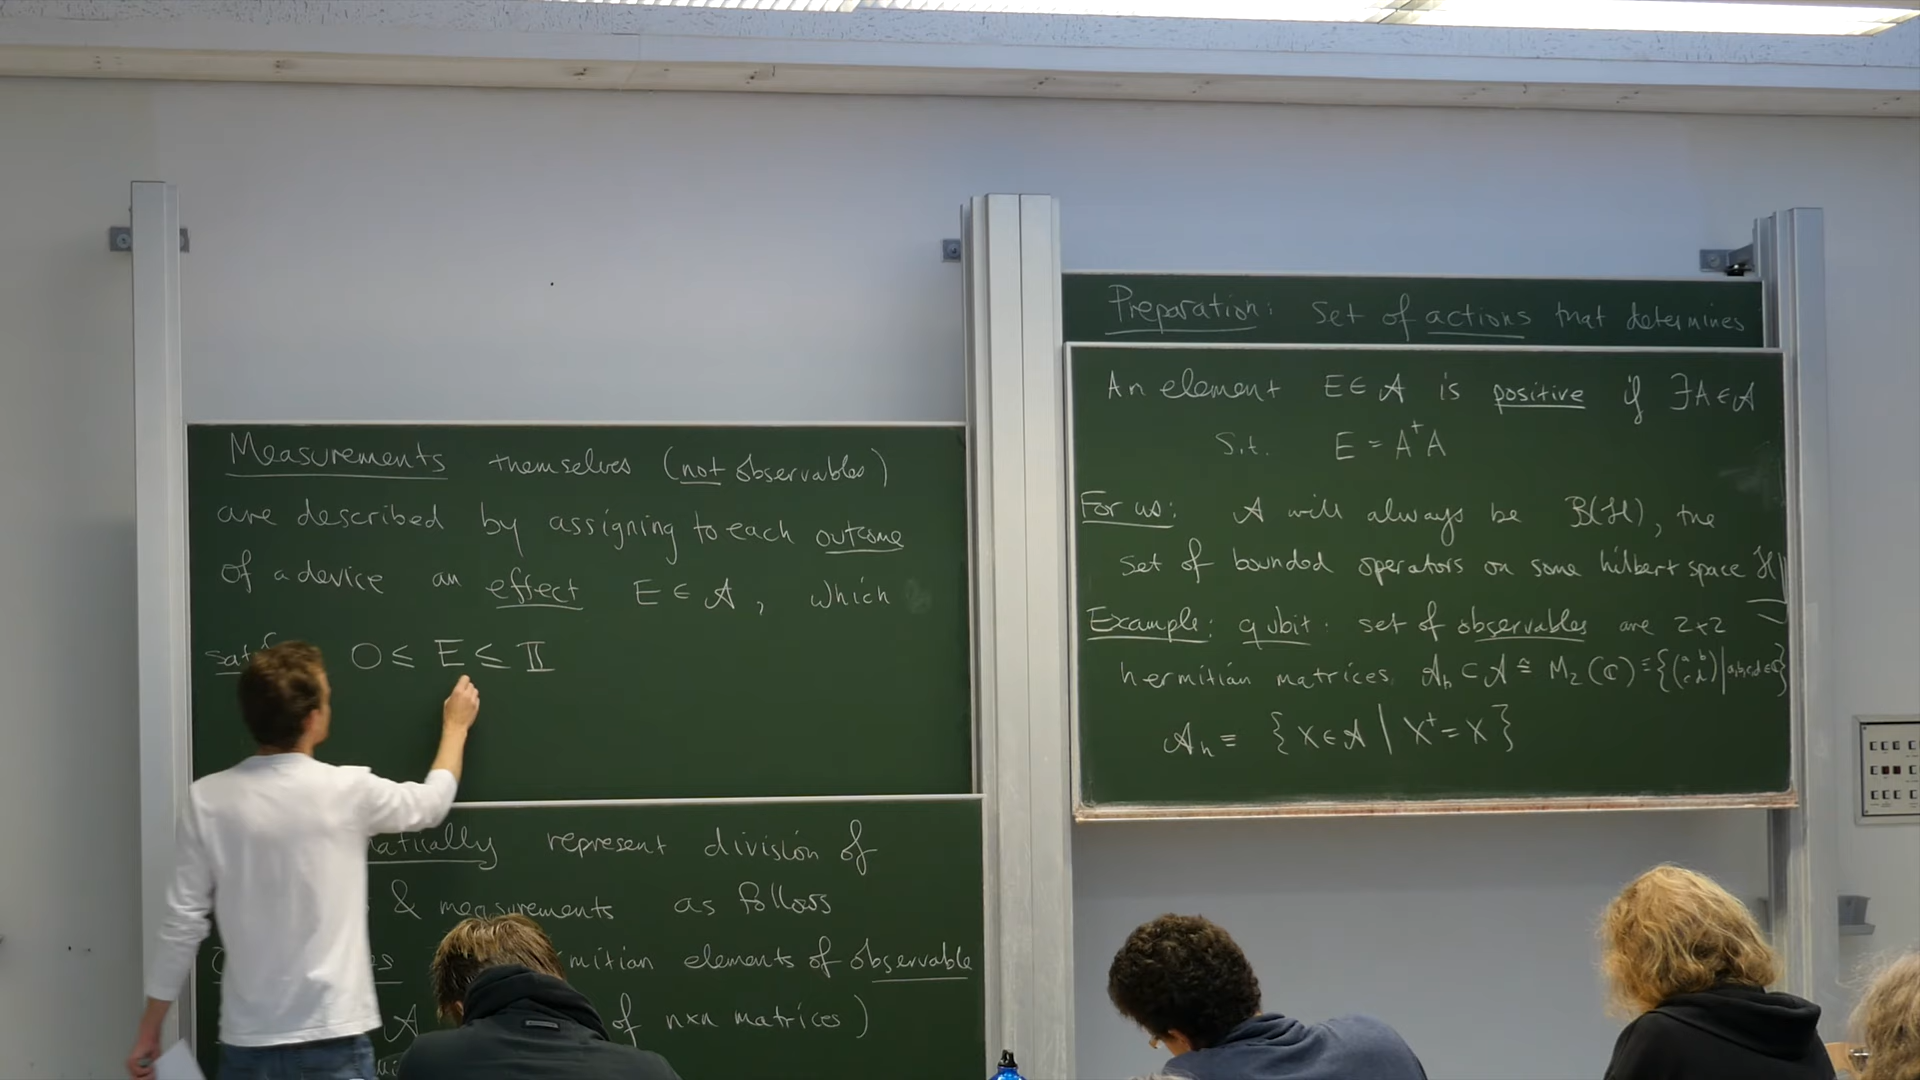 Measurements themselves (not observables)
are described by assigning to each outcome
of a device an effect E ∈ 𝒜, which
0 ≤ E ≤ 𝕀
represent division of
& measurements as follows
elements of observable
𝒜 of n×n matrices)
Preparation: set of actions that determines
An element E ∈ 𝒜 is positive if ∃A ∈ 𝒜
s.t. E = A†A
For us: 𝒜 will always be B(ℋ), the
set of bounded operators on some hilbert space ℋ
Example: qubit: set of observables are 2×2
hermitian matrices, 𝒜ₕ ⊂ 𝒜 ≅ M₂(ℂ) ≡ {(a b c d) | a,b,c,d ∈ ℂ}
𝒜ₕ ≡ {X ∈ 𝒜 | X† = X}